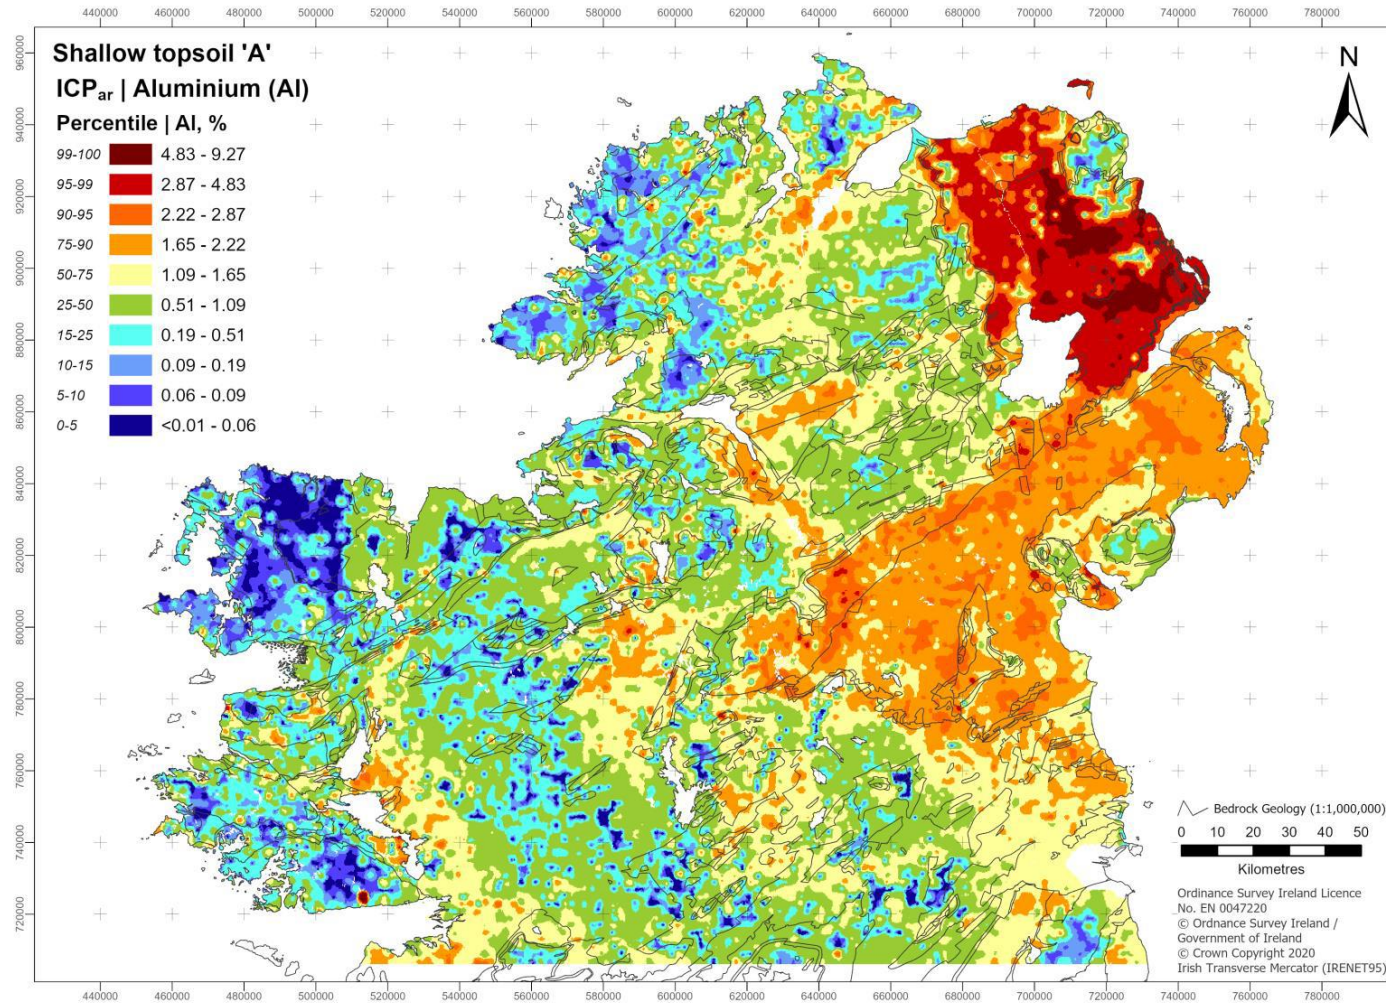 440000 460000 480000 500000 520000 540000 560000 580000 600000 620000 640000 660000 680000 700000 720000 740000 760000 780000
Shallow topsoil 'A'
ICPar | Aluminium (Al)
Percentile | Al, %
99-100 4.83 - 9.27
95-99 2.87 - 4.83
90-95 2.22 - 2.87
75-90 1.65 - 2.22
50-75 1.09 - 1.65
25-50 0.51 - 1.09
15-25 0.19 - 0.51
10-15 0.09 - 0.19
5-10 0.06 - 0.09
0-5 <0.01 - 0.06
N
960000
940000
920000
900000
880000
860000
840000
820000
800000
780000
760000
740000
720000
Bedrock Geology (1:1,000,000)
0 10 20 30 40 50
Kilometres
Ordinance Survey Ireland Licence
No. EN 0047220
© Ordnance Survey Ireland /
Government of Ireland
© Crown Copyright 2020
Irish Transverse Mercator (IRENET95)
440000 460000 480000 500000 520000 540000 560000 580000 600000 620000 640000 660000 680000 700000 720000 740000 760000 780000